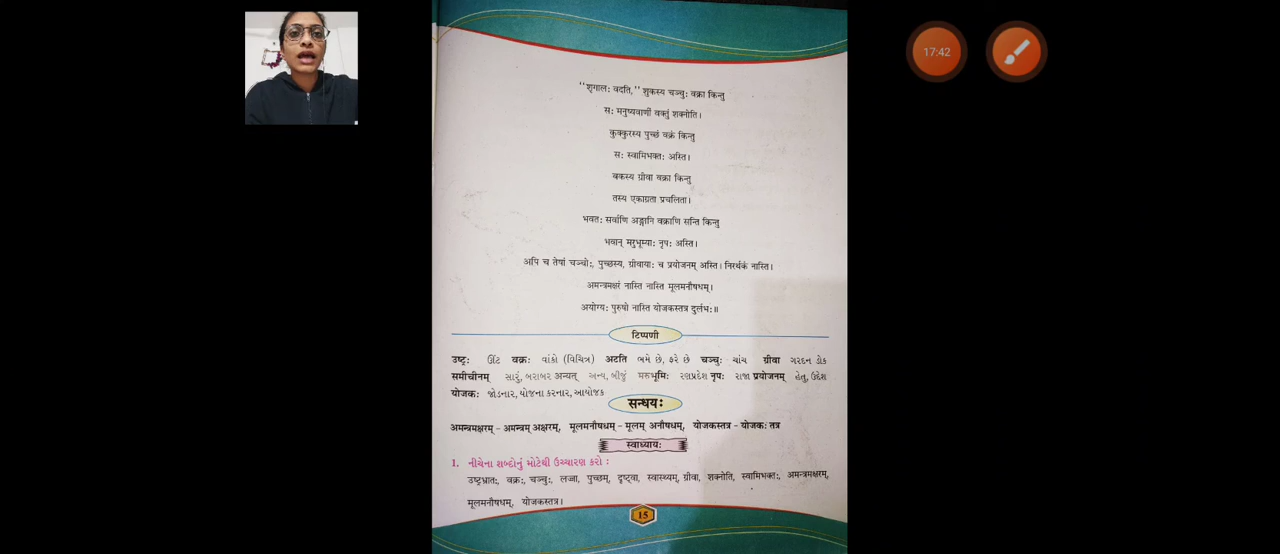 17:42
"शृगालः वदति," शुकस्य चञ्चुः वक्रा किन्तु
सः मनुष्यवाणीं वक्तुं शक्नोति।
कुक्कुरस्य पुच्छं वक्रं किन्तु
सः स्वामिभक्तः अस्ति।
बकस्य ग्रीवा वक्रा किन्तु
तस्य एकाग्रता प्रचलिता।
भवतः सर्वाणि अङ्गानि वक्राणि सन्ति किन्तु
भवान् मरुभूम्याः नृपः अस्ति।
अपि च तेषां चञ्चोः, पुच्छस्य, ग्रीवायाः च प्रयोजनम् अस्ति। निरर्थकं नास्ति।
अमन्त्रमक्षरं नास्ति नास्ति मूलमनौषधम्।
अयोग्यः पुरुषो नास्ति योजकस्तत्र दुर्लभः॥
टिप्पणी
उष्ट्रः ઊંટ वक्रः વાંકો (વિચિત્ર) अटति ભમે છે, ફરે છે चञ्चुः ચાંચ ग्रीवा ગરદન ડોક
समीचीनम् સારું, બરાબર अन्यत् અન્ય, બીજું मरुभूमिः રણપ્રદેશ नृपः રાજા प्रयोजनम् હેતુ, ઉદ્દેશ
योजकः જોડનાર, યોજના કરનાર, આયોજક
सन्धयः
अमन्त्रमक्षरम् - अमन्त्रम् अक्षरम्, मूलमनौषधम् - मूलम् अनौषधम्, योजकस्तत्र - योजकः तत्र
स्वाध्यायः
1. નીચેના શબ્દોનું મોટેથી ઉચ્ચારણ કરો :
उष्ट्रभ्रातः, वक्रः, चञ्चुः, लज्जा, पुच्छम्, दृष्ट्वा, स्वास्थ्यम्, ग्रीवा, शक्नोति, स्वामिभक्तः, अमन्त्रमक्षरम्,
मूलमनौषधम्, योजकस्तत्र।
15